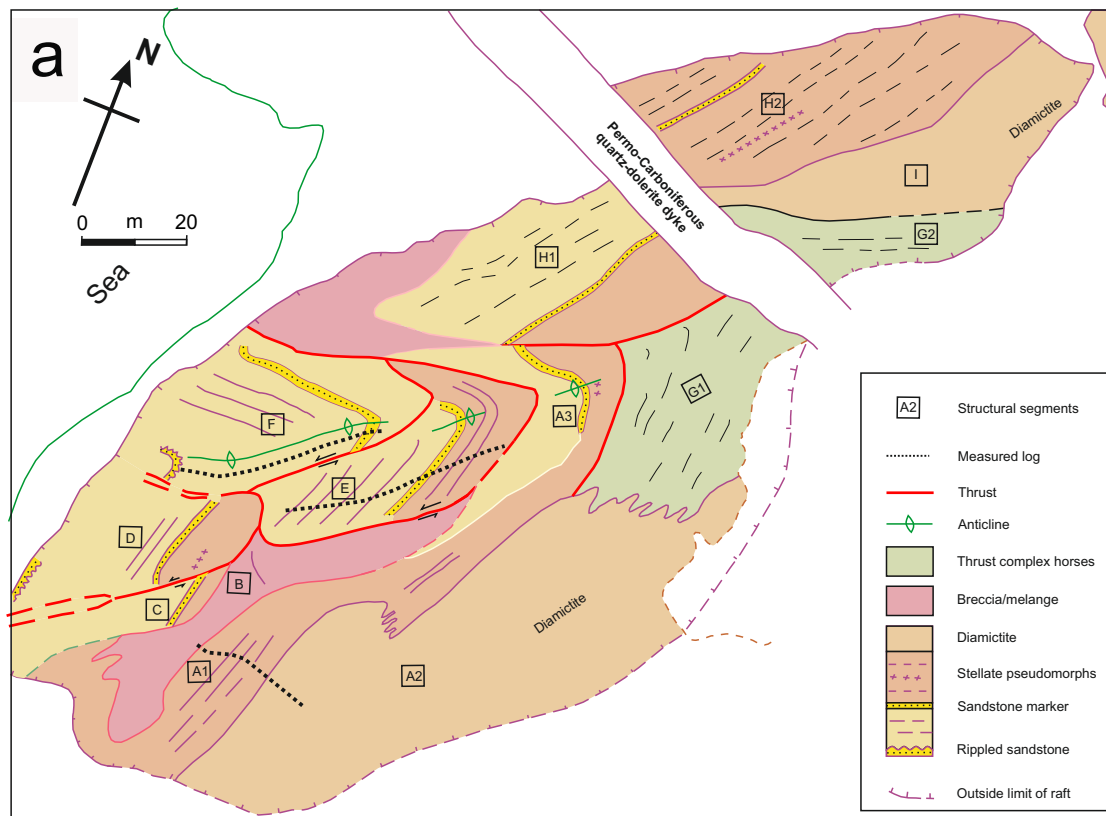 a
N
0 m 20
Sea
Permo-Carboniferous
quartz-dolerite dyke
H2
Diamictite
I
G2
H1
G1
A3
F
E
D
B
C
A1
A2
Diamictite
A2 Structural segments
Measured log
Thrust
Anticline
Thrust complex horses
Breccia/melange
Diamictite
Stellate pseudomorphs
Sandstone marker
Rippled sandstone
Outside limit of raft